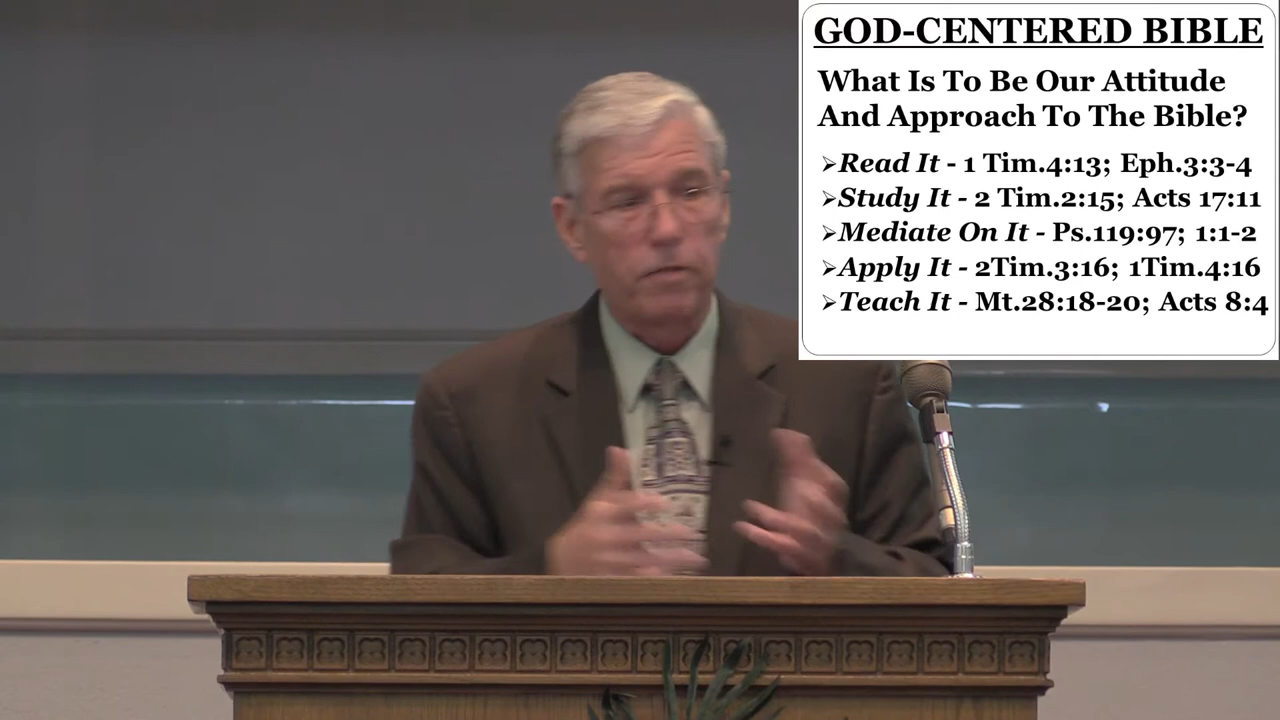 GOD-CENTERED BIBLE
What Is To Be Our Attitude
And Approach To The Bible?
➢Read It - 1 Tim.4:13; Eph.3:3-4
➢Study It - 2 Tim.2:15; Acts 17:11
➢Mediate On It - Ps.119:97; 1:1-2
➢Apply It - 2Tim.3:16; 1Tim.4:16
➢Teach It - Mt.28:18-20; Acts 8:4